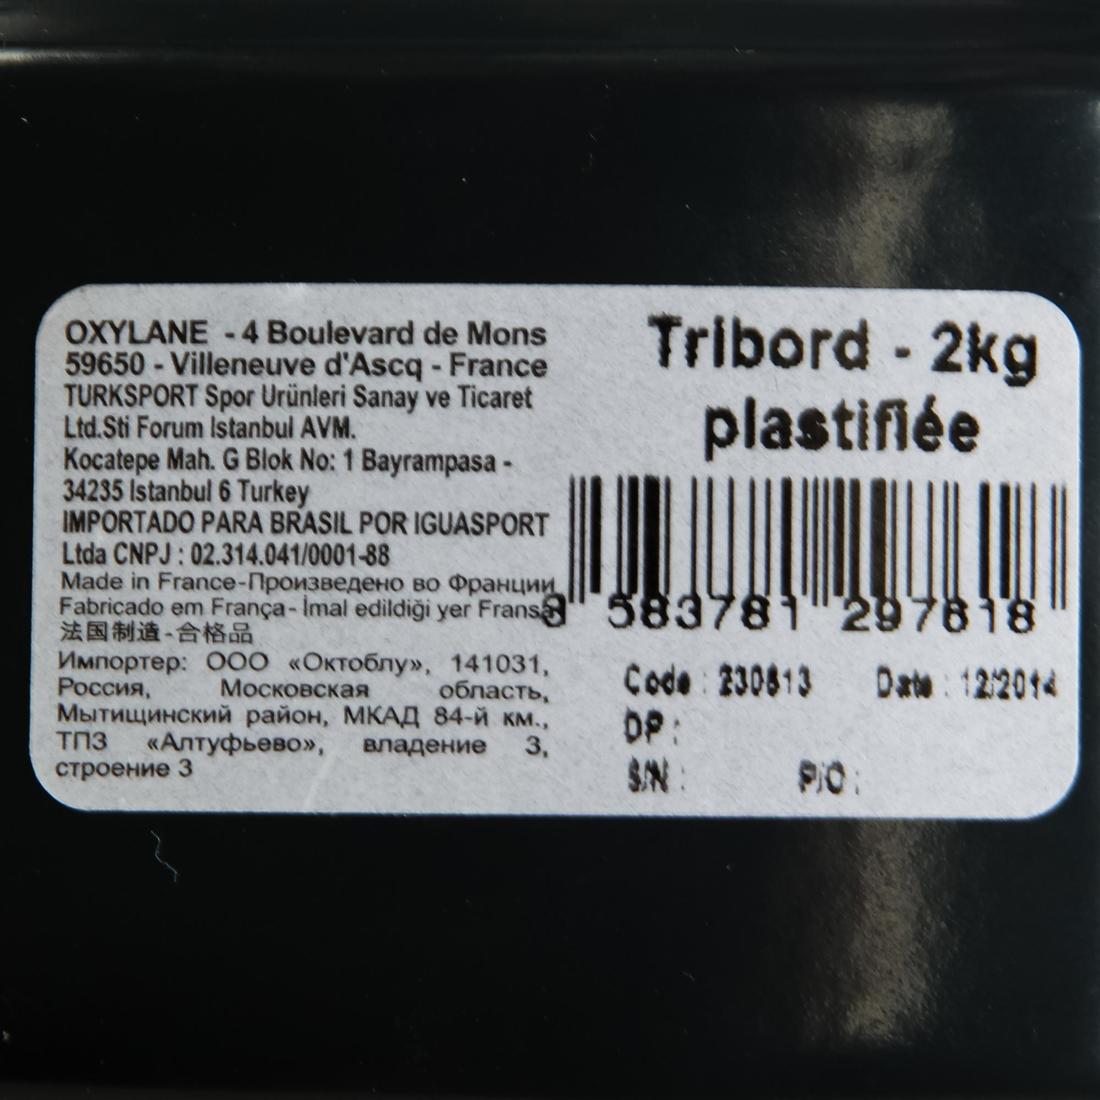 OXYLANE - 4 Boulevard de Mons
59650 - Villeneuve d'Ascq - France
TURKSPORT Spor Urünleri Sanay ve Ticaret
Ltd.Sti Forum Istanbul AVM.
Kocatepe Mah. G Blok No: 1 Bayrampasa -
34235 Istanbul 6 Turkey
IMPORTADO PARA BRASIL POR IGUASPORT
Ltda CNPJ : 02.314.041/0001-88
Made in France-Произведено во Франции
Fabricado em França- İmal edildiği yer Fransa
法国制造-合格品
Импортер: ООО «Октоблу», 141031,
Россия, Московская область,
Мытищинский район, МКАД 84-й км.,
ТПЗ «Алтуфьево», владение 3,
строение 3
Tribord - 2kg
plastifiée
3 583781 297618
Code : 230613 Date : 12/2014
DP :
S/N : P/O :